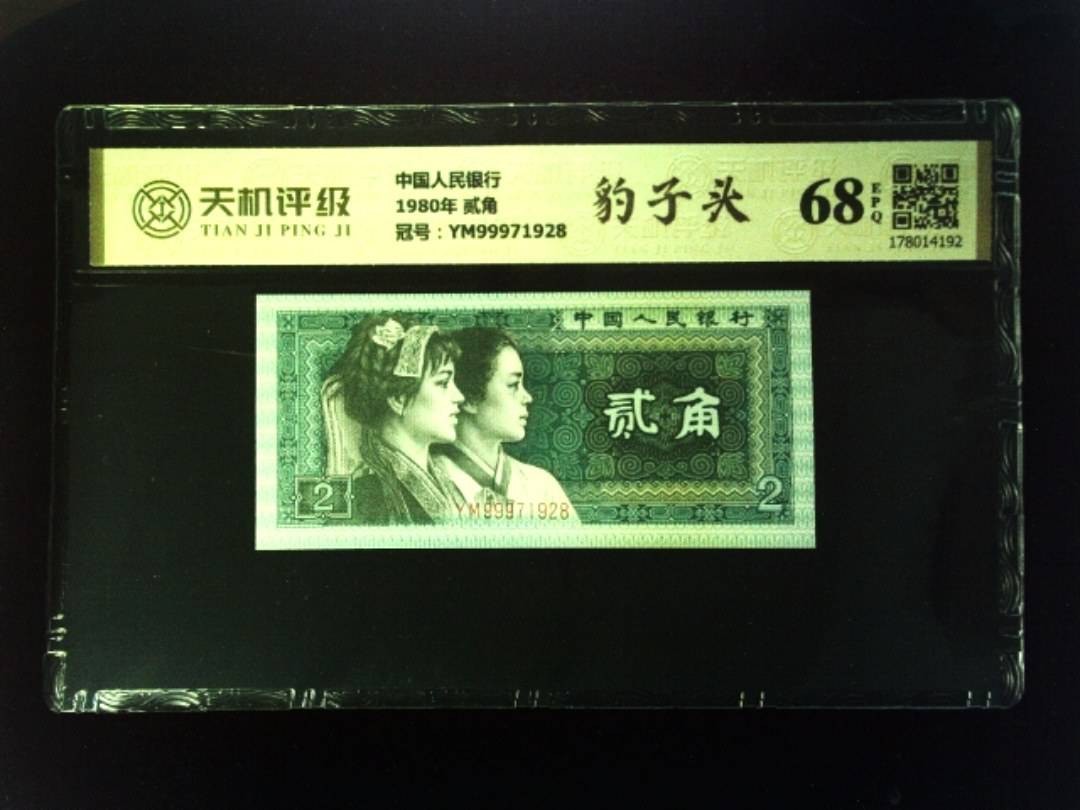 天机评级
TIAN JI PING JI
中国人民银行
1980年 贰角
冠号：YM99971928
豹子头
68
EPQ
178014192
中国人民银行
贰角
2
YM99971928
2